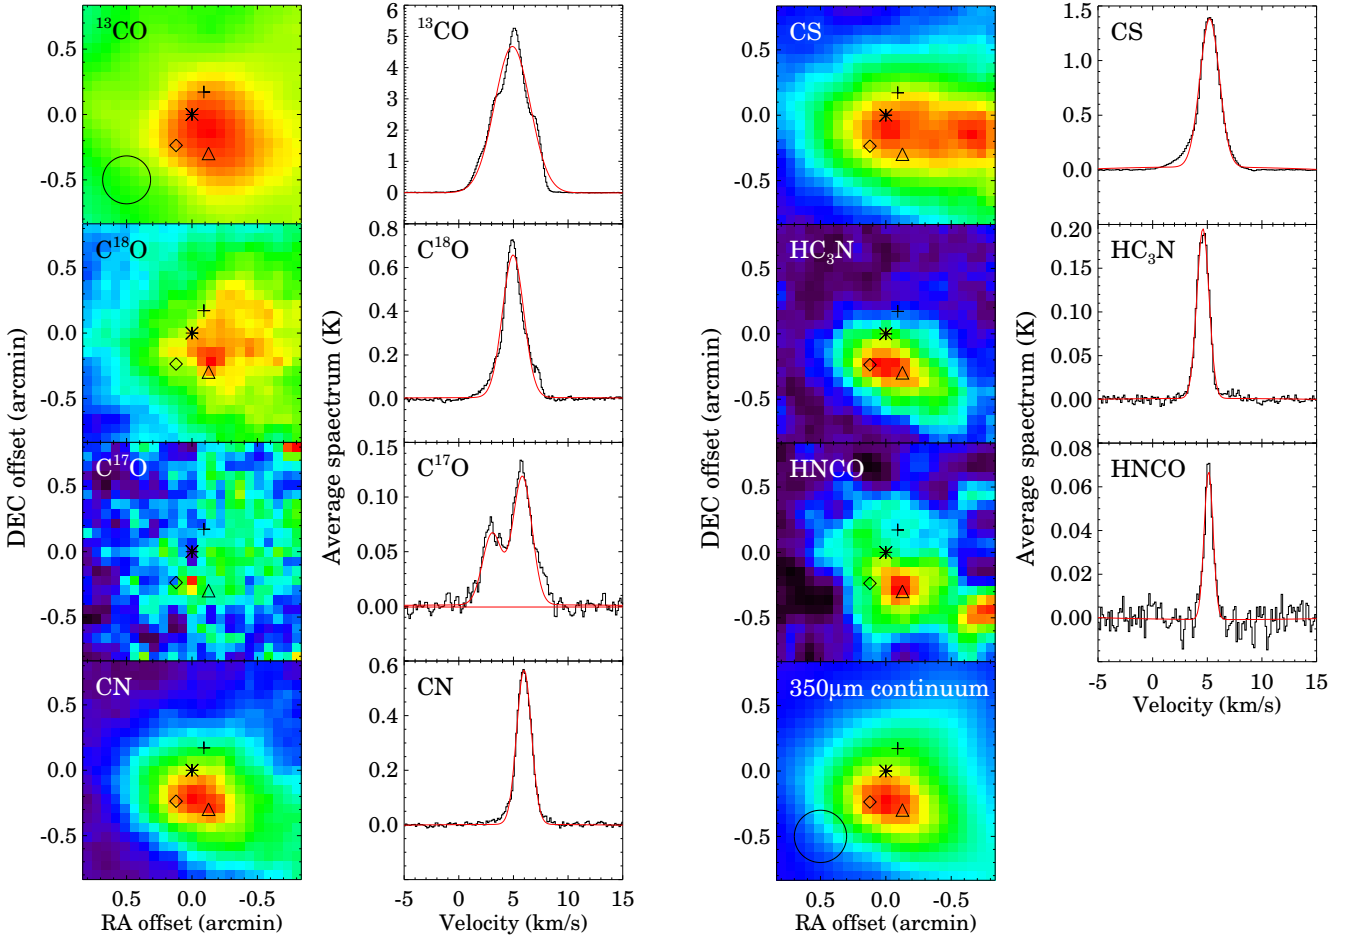 ¹³CO
0.5
0.0
-0.5
¹³CO
6
5
4
3
2
1
0
C¹⁸O
0.5
0.0
-0.5
C¹⁸O
0.8
0.6
0.4
0.2
0.0
C¹⁷O
0.5
0.0
-0.5
C¹⁷O
0.15
0.10
0.05
0.00
CN
0.5
0.0
-0.5
CN
0.6
0.4
0.2
0.0
DEC offset (arcmin)
Average spaectrum (K)
0.5 0.0 -0.5
RA offset (arcmin)
-5 0 5 10 15
Velocity (km/s)
CS
0.5
0.0
-0.5
CS
1.5
1.0
0.5
0.0
HC₃N
0.5
0.0
-0.5
HC₃N
0.20
0.15
0.10
0.05
0.00
HNCO
0.5
0.0
-0.5
HNCO
0.08
0.06
0.04
0.02
0.00
350μm continuum
0.5
0.0
-0.5
DEC offset (arcmin)
Average spaectrum (K)
0.5 0.0 -0.5
RA offset (arcmin)
-5 0 5 10 15
Velocity (km/s)